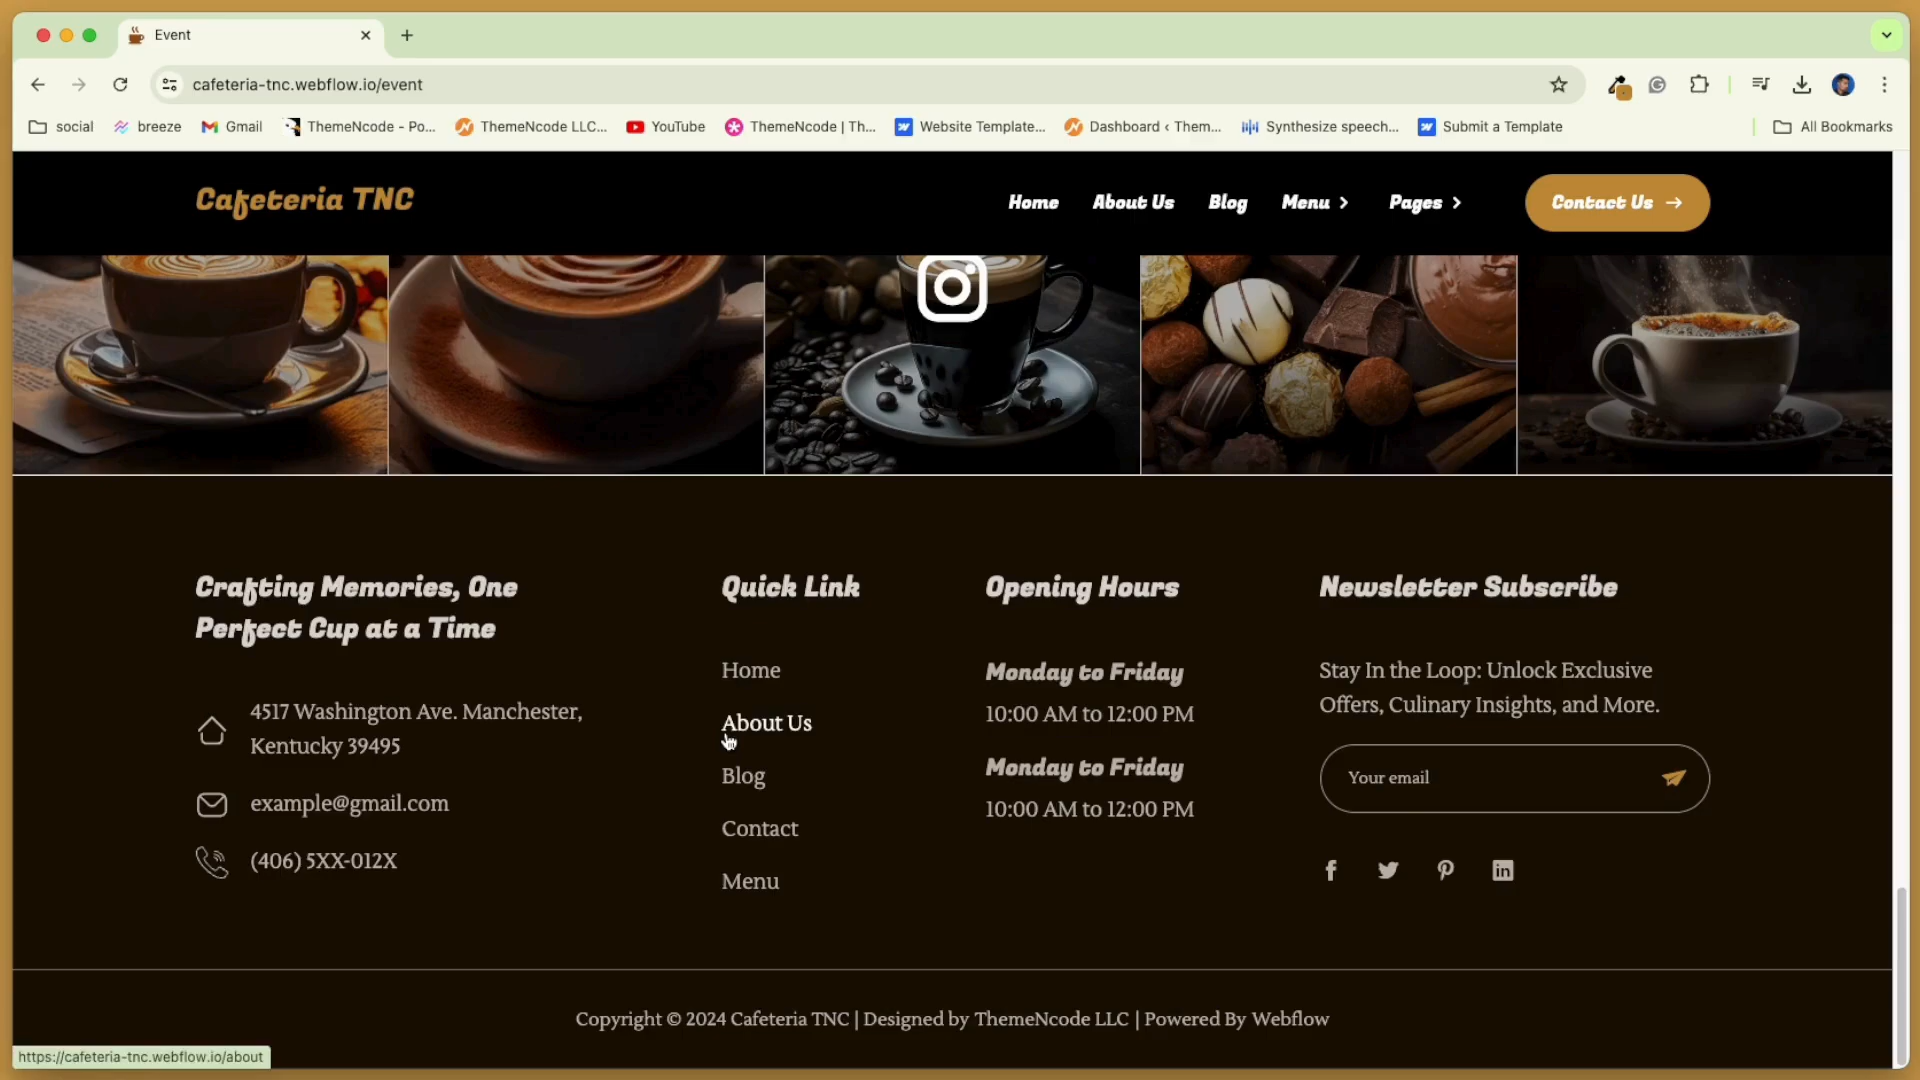 Event
cafeteria-tnc.webflow.io/event
social
breeze
Gmail
ThemeNcode - Po...
ThemeNcode LLC...
YouTube
ThemeNcode | Th...
Website Template...
Dashboard ‹ Them...
Synthesize speech...
Submit a Template
All Bookmarks
Cafeteria TNC
Home
About Us
Blog
Menu
Pages
Contact Us
Crafting Memories, One
Perfect Cup at a Time
4517 Washington Ave. Manchester,
Kentucky 39495
example@gmail.com
(406) 5XX-012X
Quick Link
Home
About Us
Blog
Contact
Menu
Opening Hours
Monday to Friday
10:00 AM to 12:00 PM
Monday to Friday
10:00 AM to 12:00 PM
Newsletter Subscribe
Stay In the Loop: Unlock Exclusive
Offers, Culinary Insights, and More.
Your email
Copyright © 2024 Cafeteria TNC | Designed by ThemeNcode LLC | Powered By Webflow
https://cafeteria-tnc.webflow.io/about